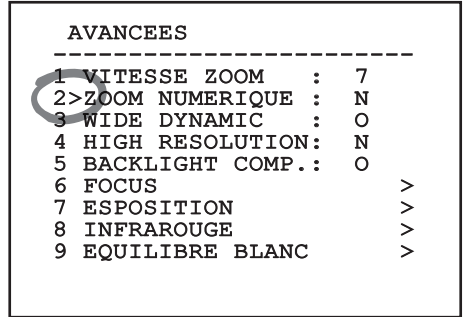 AVANCEES
------------------------
1 VITESSE ZOOM   :  7
2>ZOOM NUMERIQUE :  N
3 WIDE DYNAMIC   :  O
4 HIGH RESOLUTION:  N
5 BACKLIGHT COMP.:  O
6 FOCUS                >
7 ESPOSITION           >
8 INFRAROUGE           >
9 EQUILIBRE BLANC      >